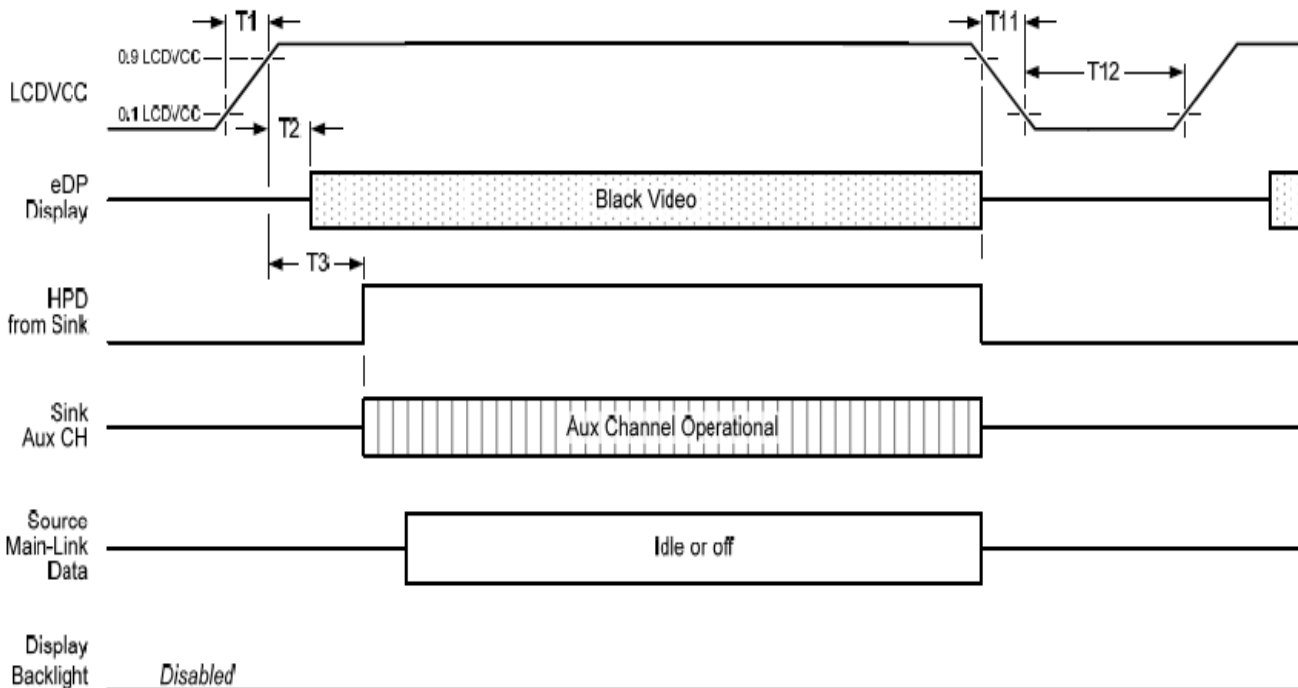 T1
T11
0.9 LCDVCC
LCDVCC
T12
0.1 LCDVCC
T2
eDP
Display
Black Video
T3
HPD
from Sink
Sink
Aux CH
Aux Channel Operational
Source
Main-Link
Data
Idle or off
Display
Backlight
Disabled